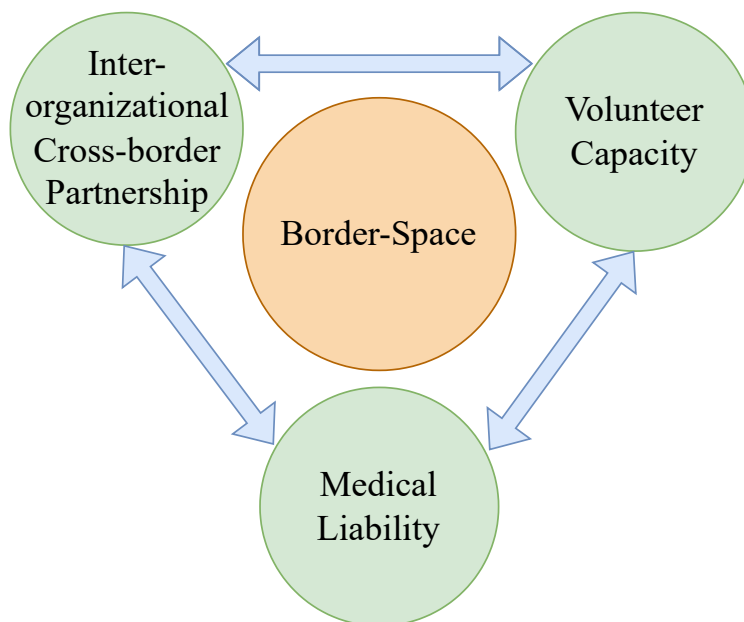 Inter-
organizational
Cross-border
Partnership
Volunteer
Capacity
Border-Space
Medical
Liability